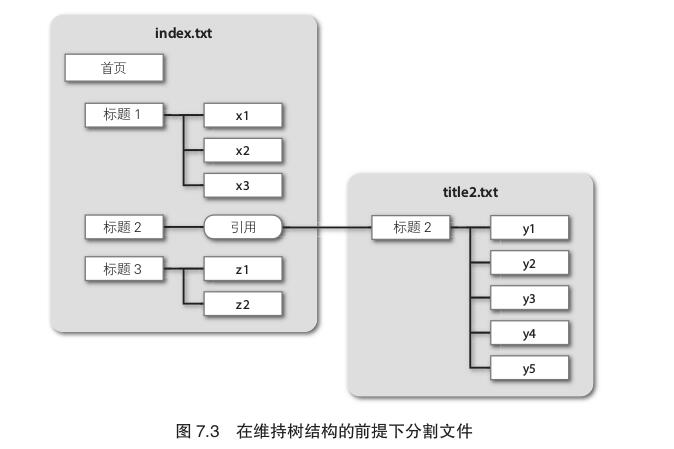 index.txt
首页
标题 1
x1
x2
x3
标题 2
引用
标题 3
z1
z2
title2.txt
标题 2
y1
y2
y3
y4
y5
图 7.3 在维持树结构的前提下分割文件